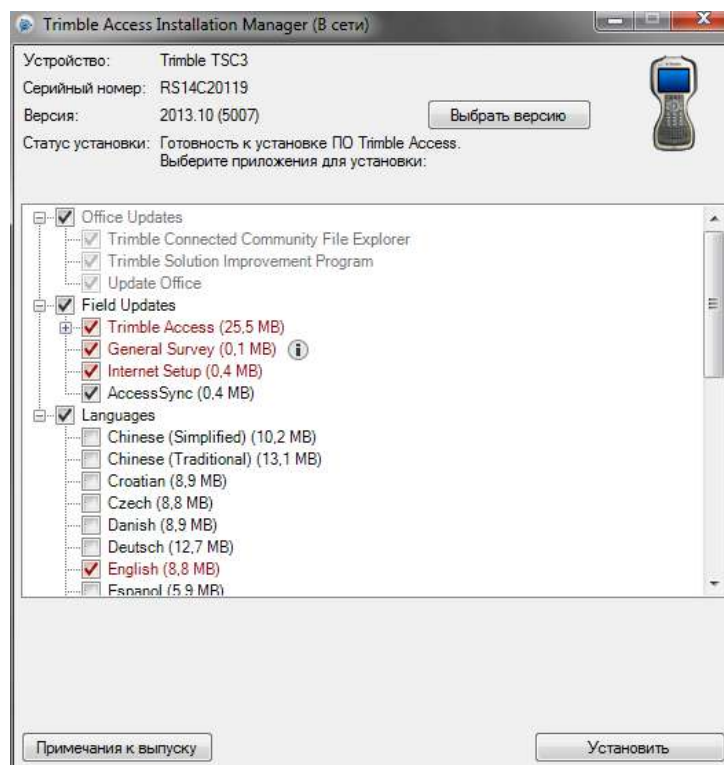 Trimble Access Installation Manager (В сети)
Устройство: Trimble TSC3
Серийный номер: RS14C20119
Версия: 2013.10 (5007) Выбрать версию
Статус установки: Готовность к установке ПО Trimble Access.
Выберите приложения для установки:
Office Updates
Trimble Connected Community File Explorer
Trimble Solution Improvement Program
Update Office
Field Updates
Trimble Access (25,5 MB)
General Survey (0,1 MB)
Internet Setup (0,4 MB)
AccessSync (0,4 MB)
Languages
Chinese (Simplified) (10,2 MB)
Chinese (Traditional) (13,1 MB)
Croatian (8,9 MB)
Czech (8,8 MB)
Danish (8,9 MB)
Deutsch (12,7 MB)
English (8,8 MB)
Espanol (5,9 MB)
Примечания к выпуску Установить